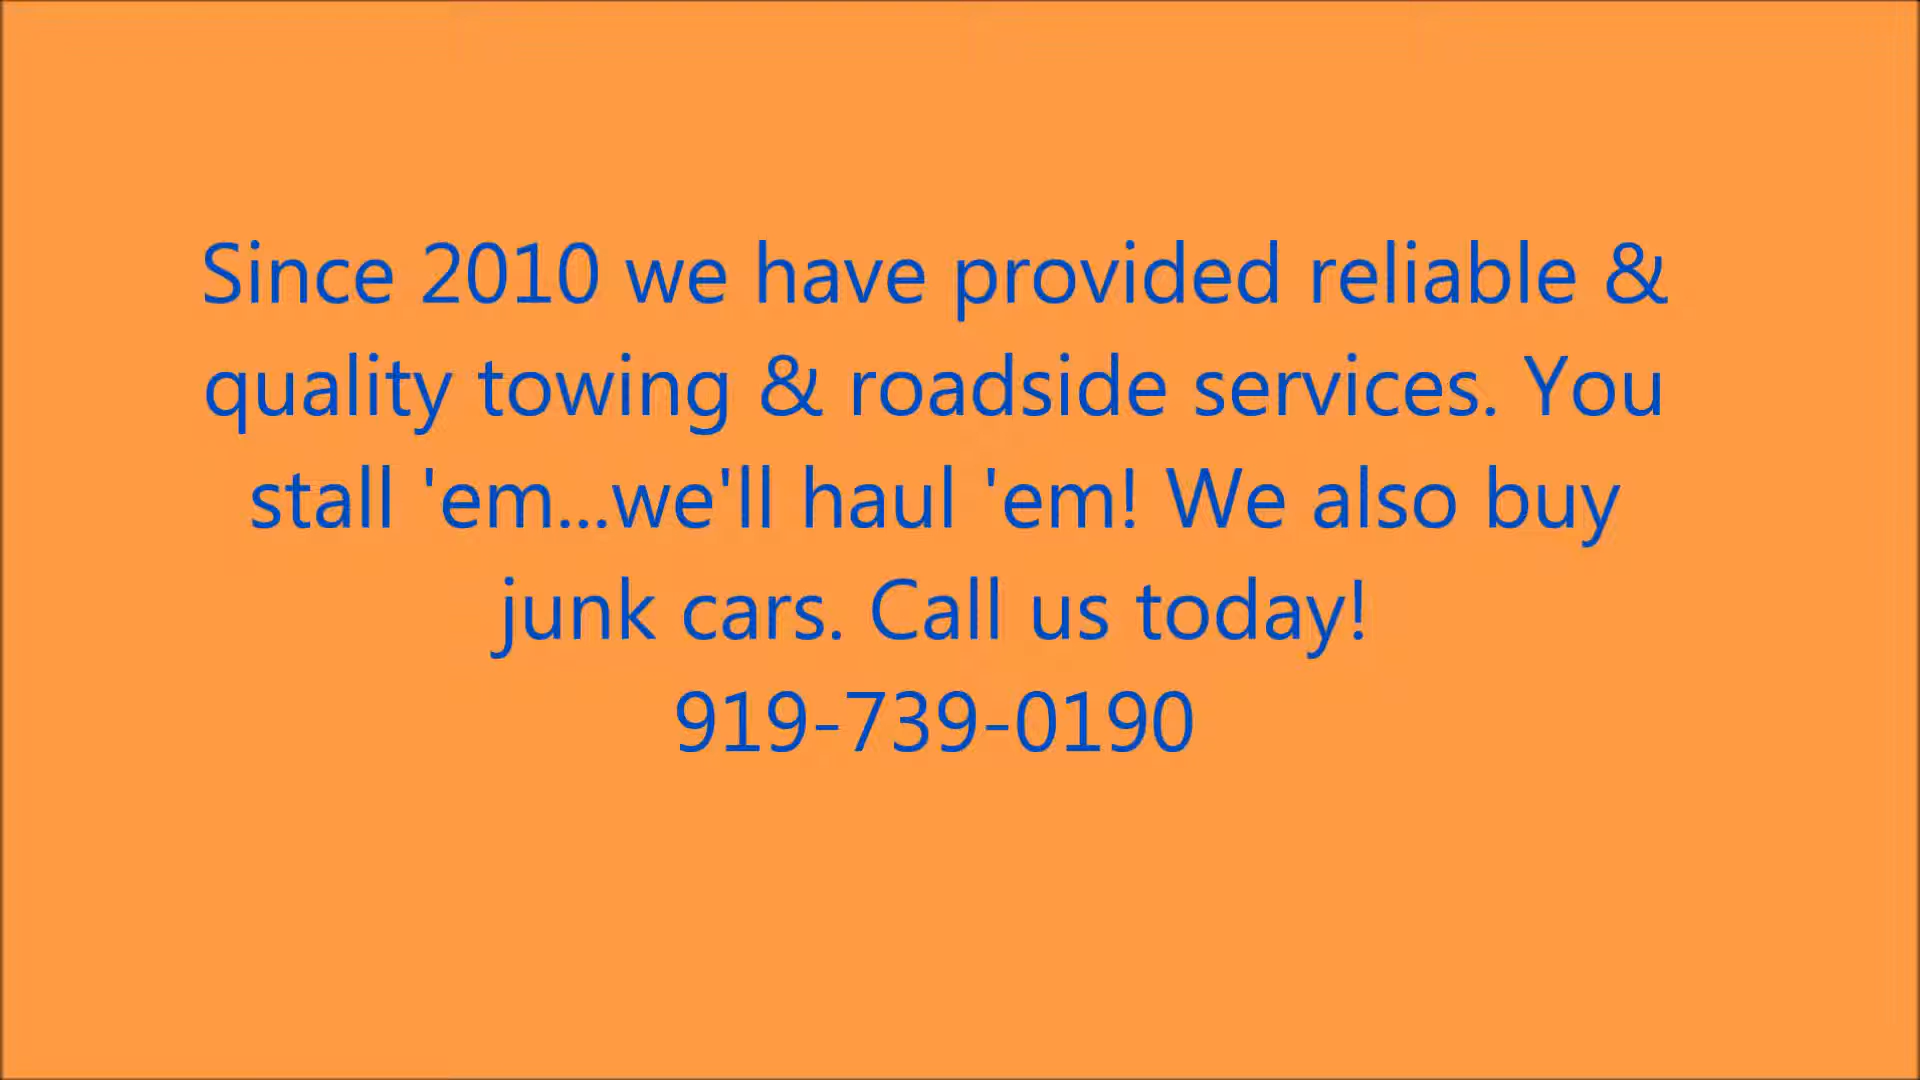 Since 2010 we have provided reliable &
quality towing & roadside services. You
stall 'em...we'll haul 'em! We also buy
junk cars. Call us today!
919-739-0190